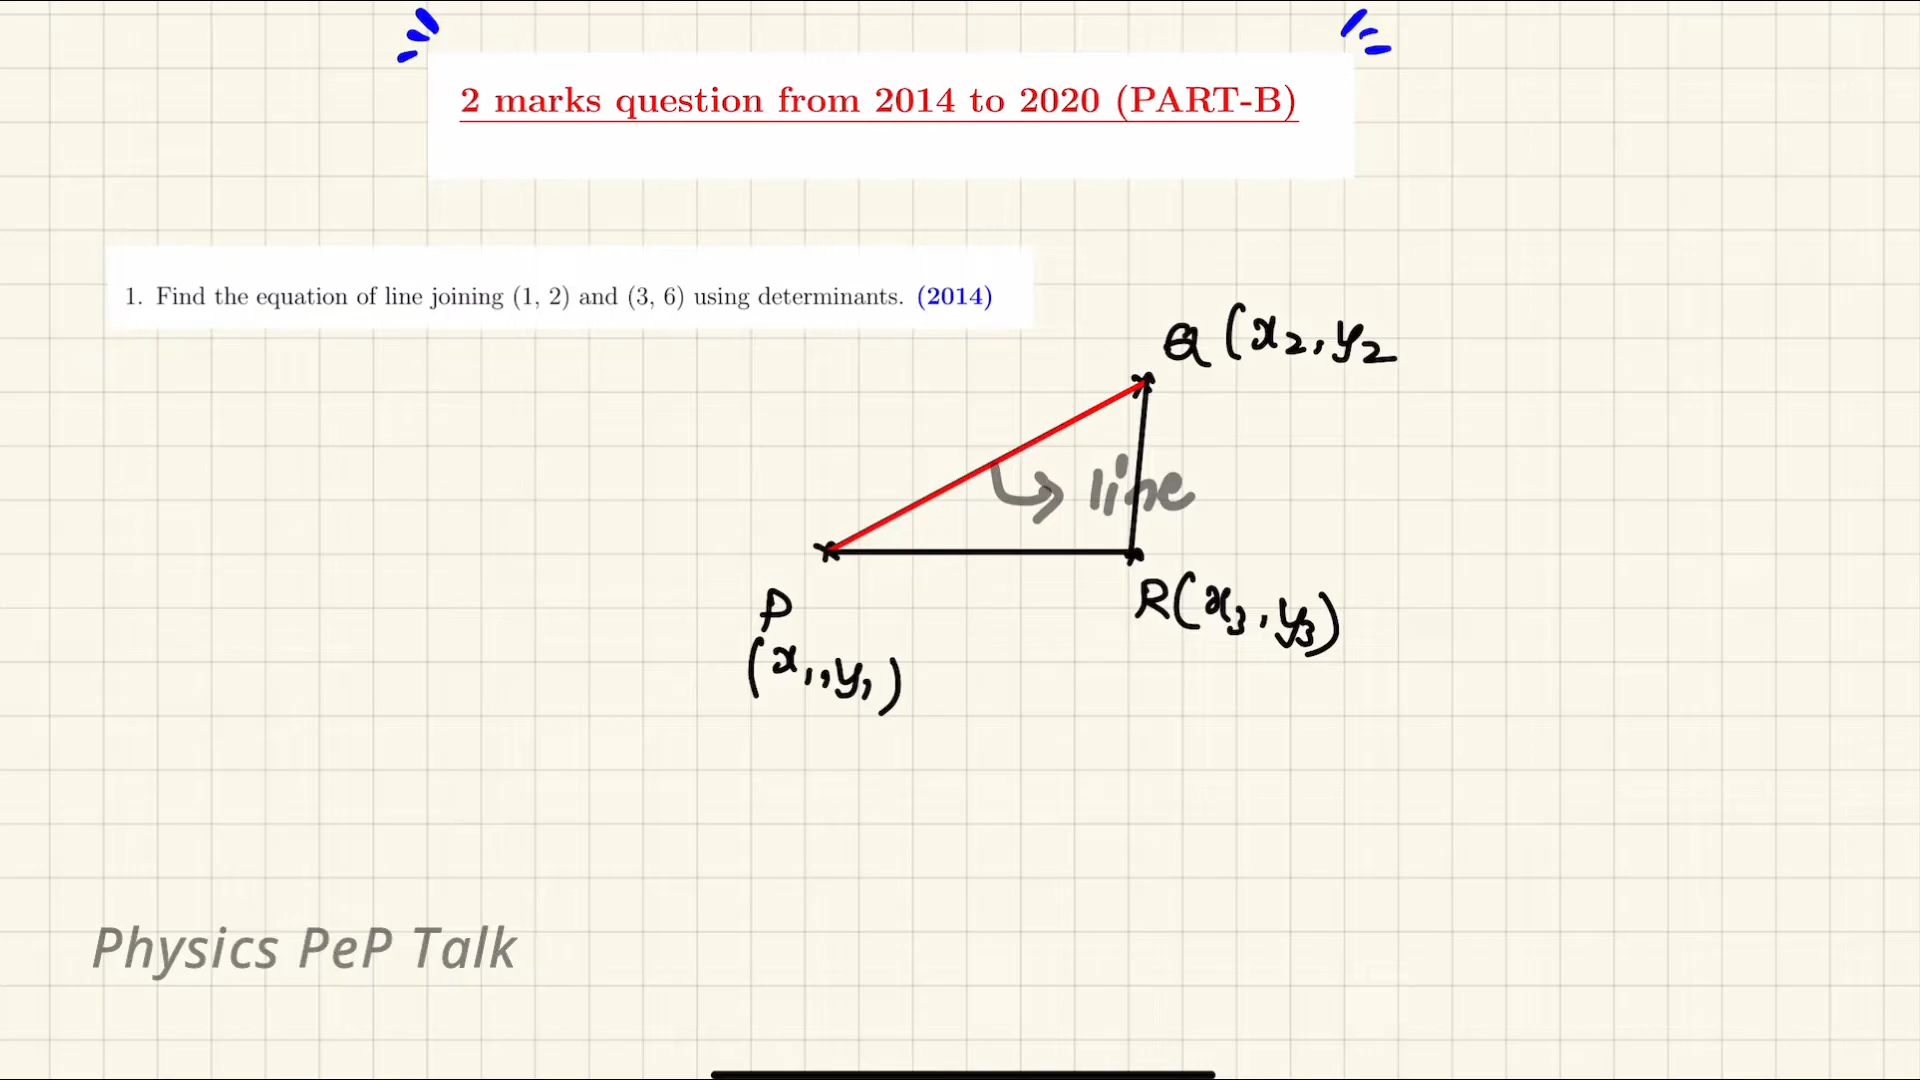 2 marks question from 2014 to 2020 (PART-B)
1. Find the equation of line joining (1, 2) and (3, 6) using determinants. (2014)
Q (x₂, y₂
line
P
R(x₃, y₃)
(x₁, y₁)
Physics PeP Talk